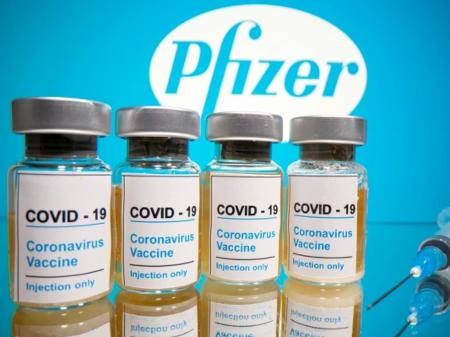 Pfizer
COVID - 19
Coronavirus
Vaccine
Injection only
COVID - 19
Coronavirus
Vaccine
Injection only
COVID - 19
Coronavirus
Vaccine
Injection only
COVID - 19
Coronavirus
Vaccine
Injection only